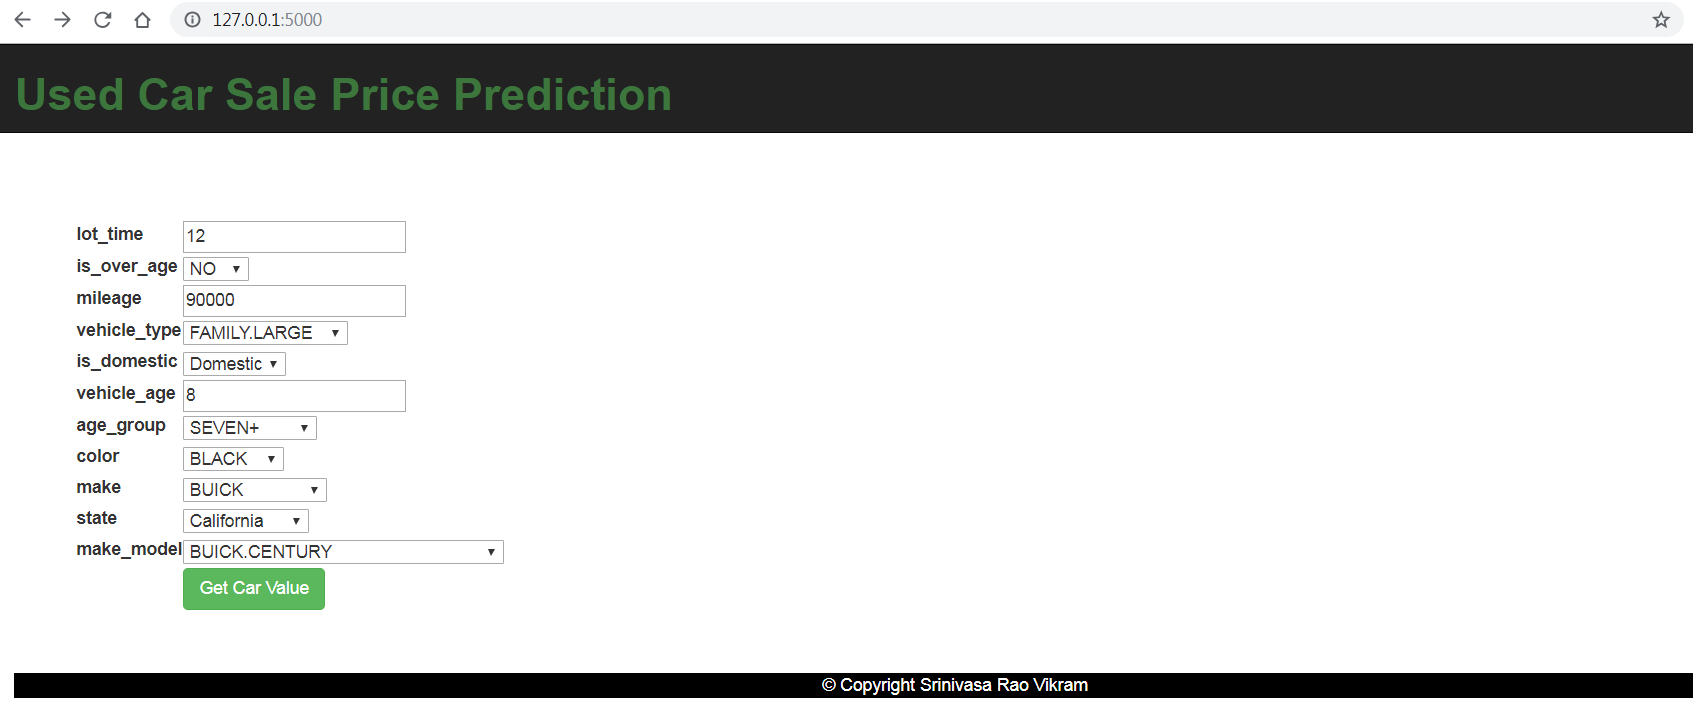 127.0.0.1:5000
Used Car Sale Price Prediction
lot_time 12
is_over_age NO
mileage 90000
vehicle_type FAMILY.LARGE
is_domestic Domestic
vehicle_age 8
age_group SEVEN+
color BLACK
make BUICK
state California
make_model BUICK.CENTURY
Get Car Value
© Copyright Srinivasa Rao Vikram